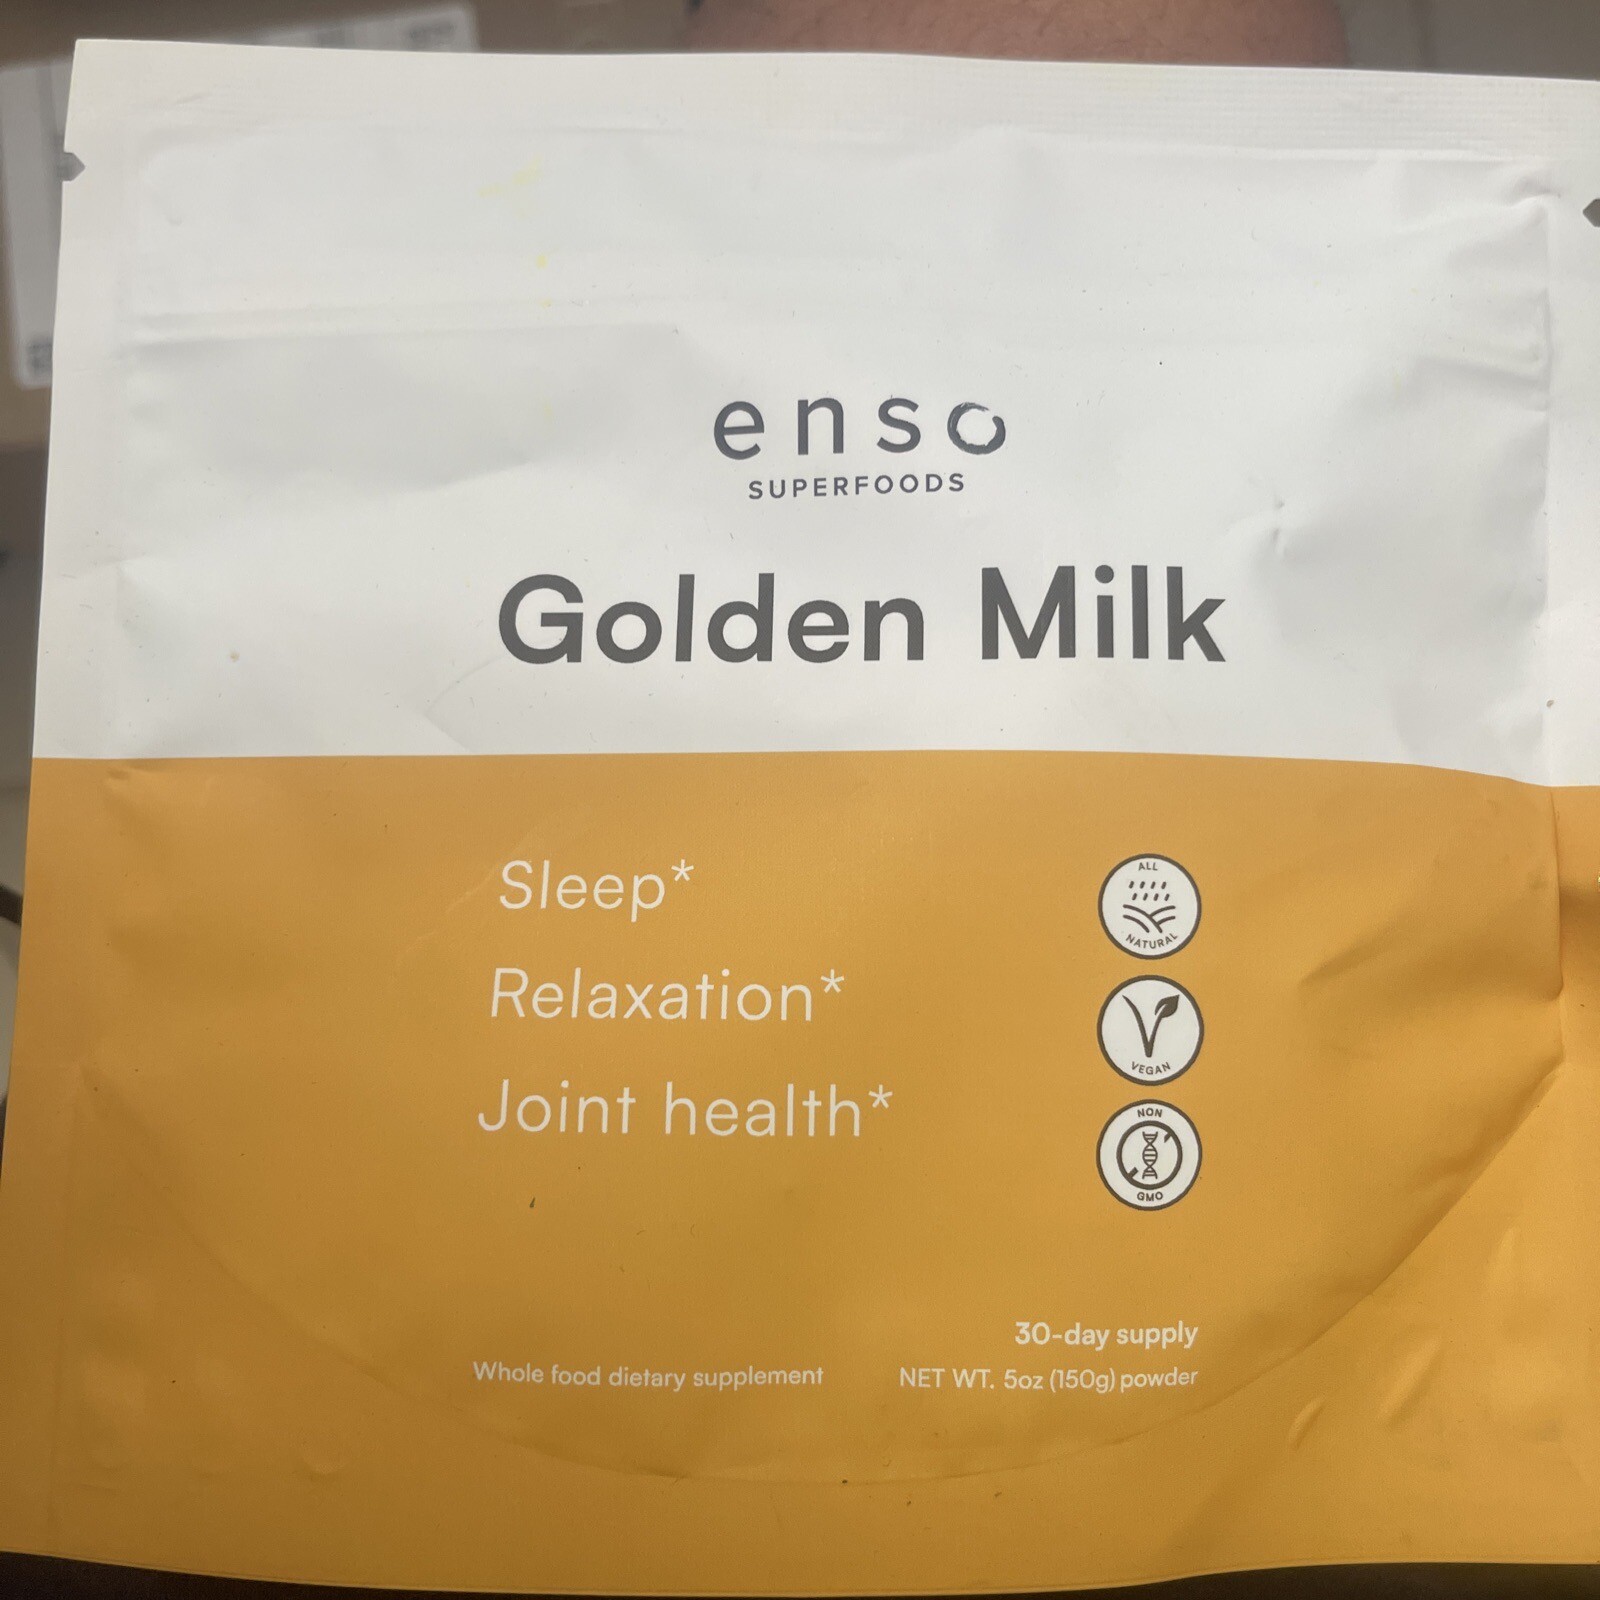 enso
SUPERFOODS
Golden Milk
Sleep*
Relaxation*
Joint health*
ALL
NATURAL
VEGAN
NON
GMO
30-day supply
Whole food dietary supplement
NET WT. 5oz (150g) powder